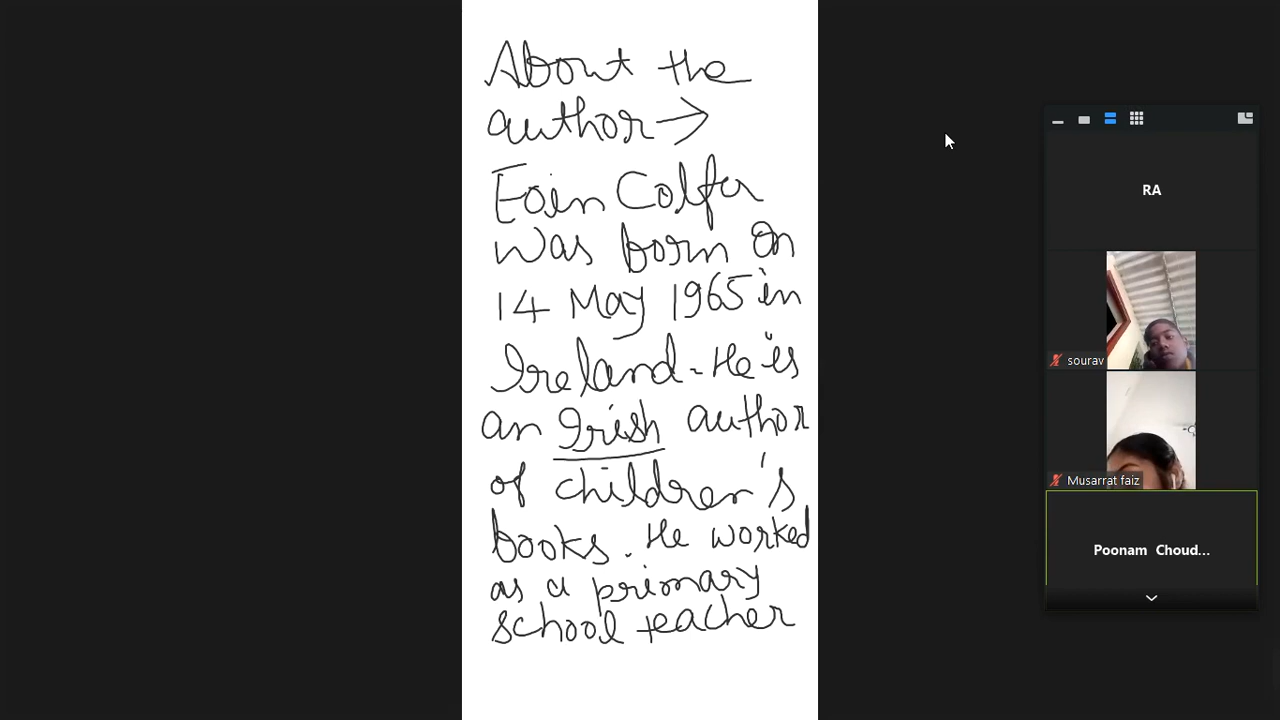 About the
author→
Eoin Colfer
was born on
14 May 1965 in
Ireland. He is
an Irish author
of children's
books. He worked
as a primary
school teacher
RA
sourav
Musarrat faiz
Poonam Choud...